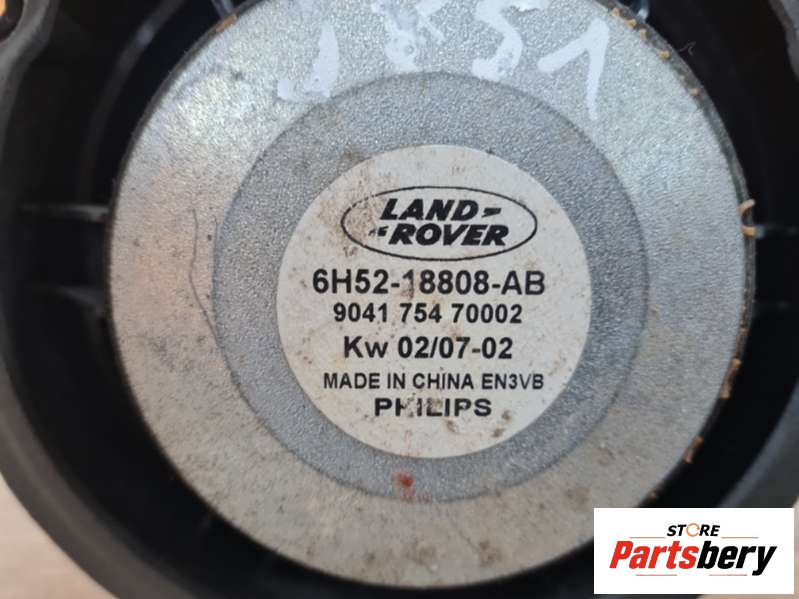 LAND-
ROVER
6H52-18808-AB
9041 754 70002
Kw 02/07-02
MADE IN CHINA EN3VB
PHILIPS
STORE
Partsbery